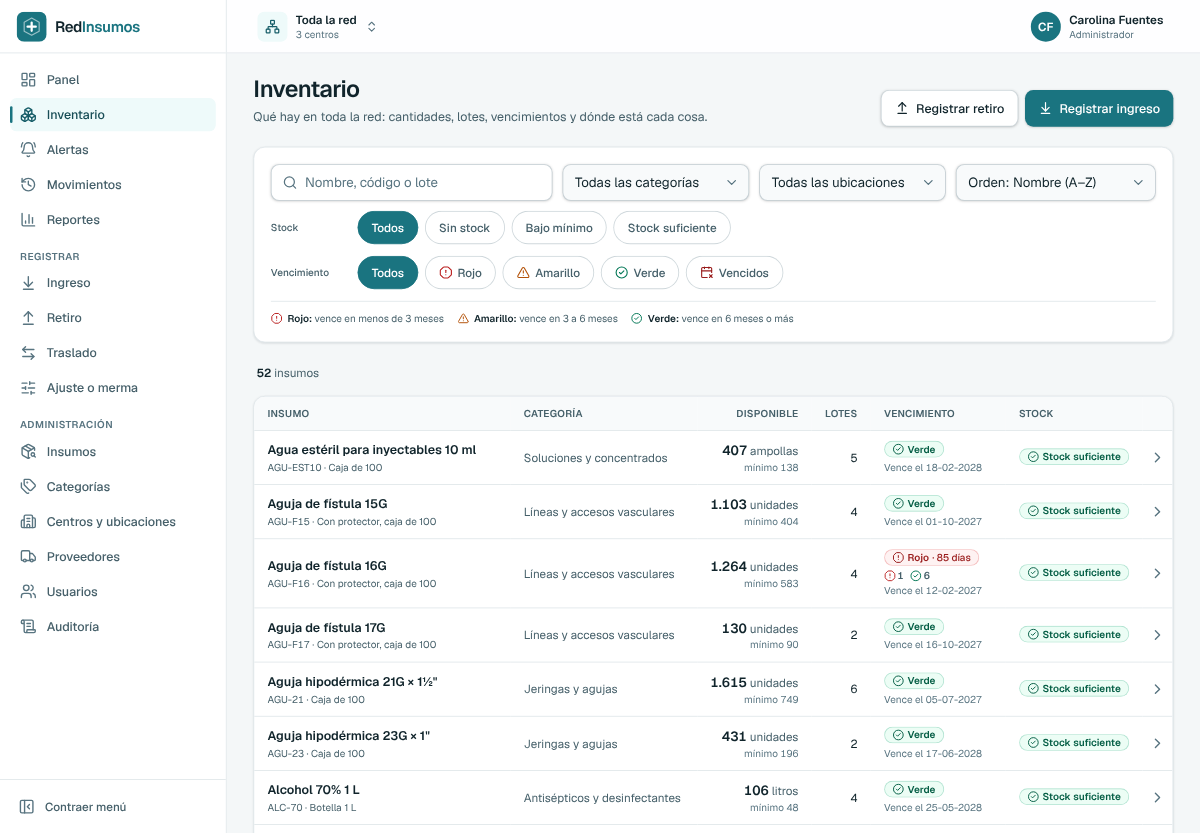 RedInsumos
Toda la red
3 centros
CF
Carolina Fuentes
Administrador
Panel
Inventario
Alertas
Movimientos
Reportes
REGISTRAR
Ingreso
Retiro
Traslado
Ajuste o merma
ADMINISTRACIÓN
Insumos
Categorías
Centros y ubicaciones
Proveedores
Usuarios
Auditoría
Contraer menú
Inventario
Qué hay en toda la red: cantidades, lotes, vencimientos y dónde está cada cosa.
Registrar retiro
Registrar ingreso
Nombre, código o lote
Todas las categorías
Todas las ubicaciones
Orden: Nombre (A–Z)
Stock
Todos
Sin stock
Bajo mínimo
Stock suficiente
Vencimiento
Todos
Rojo
Amarillo
Verde
Vencidos
Rojo: vence en menos de 3 meses
Amarillo: vence en 3 a 6 meses
Verde: vence en 6 meses o más
52 insumos
INSUMO CATEGORÍA DISPONIBLE LOTES VENCIMIENTO STOCK
Agua estéril para inyectables 10 ml
AGU-EST10 · Caja de 100
Soluciones y concentrados
407 ampollas
mínimo 138
5
Verde
Vence el 18-02-2028
Stock suficiente
Aguja de fístula 15G
AGU-F15 · Con protector, caja de 100
Líneas y accesos vasculares
1.103 unidades
mínimo 404
4
Verde
Vence el 01-10-2027
Stock suficiente
Aguja de fístula 16G
AGU-F16 · Con protector, caja de 100
Líneas y accesos vasculares
1.264 unidades
mínimo 583
4
Rojo · 85 días
1 6
Vence el 12-02-2027
Stock suficiente
Aguja de fístula 17G
AGU-F17 · Con protector, caja de 100
Líneas y accesos vasculares
130 unidades
mínimo 90
2
Verde
Vence el 16-10-2027
Stock suficiente
Aguja hipodérmica 21G × 1½"
AGU-21 · Caja de 100
Jeringas y agujas
1.615 unidades
mínimo 749
6
Verde
Vence el 05-07-2027
Stock suficiente
Aguja hipodérmica 23G × 1"
AGU-23 · Caja de 100
Jeringas y agujas
431 unidades
mínimo 196
2
Verde
Vence el 17-06-2028
Stock suficiente
Alcohol 70% 1 L
ALC-70 · Botella 1 L
Antisépticos y desinfectantes
106 litros
mínimo 48
4
Verde
Vence el 25-05-2028
Stock suficiente